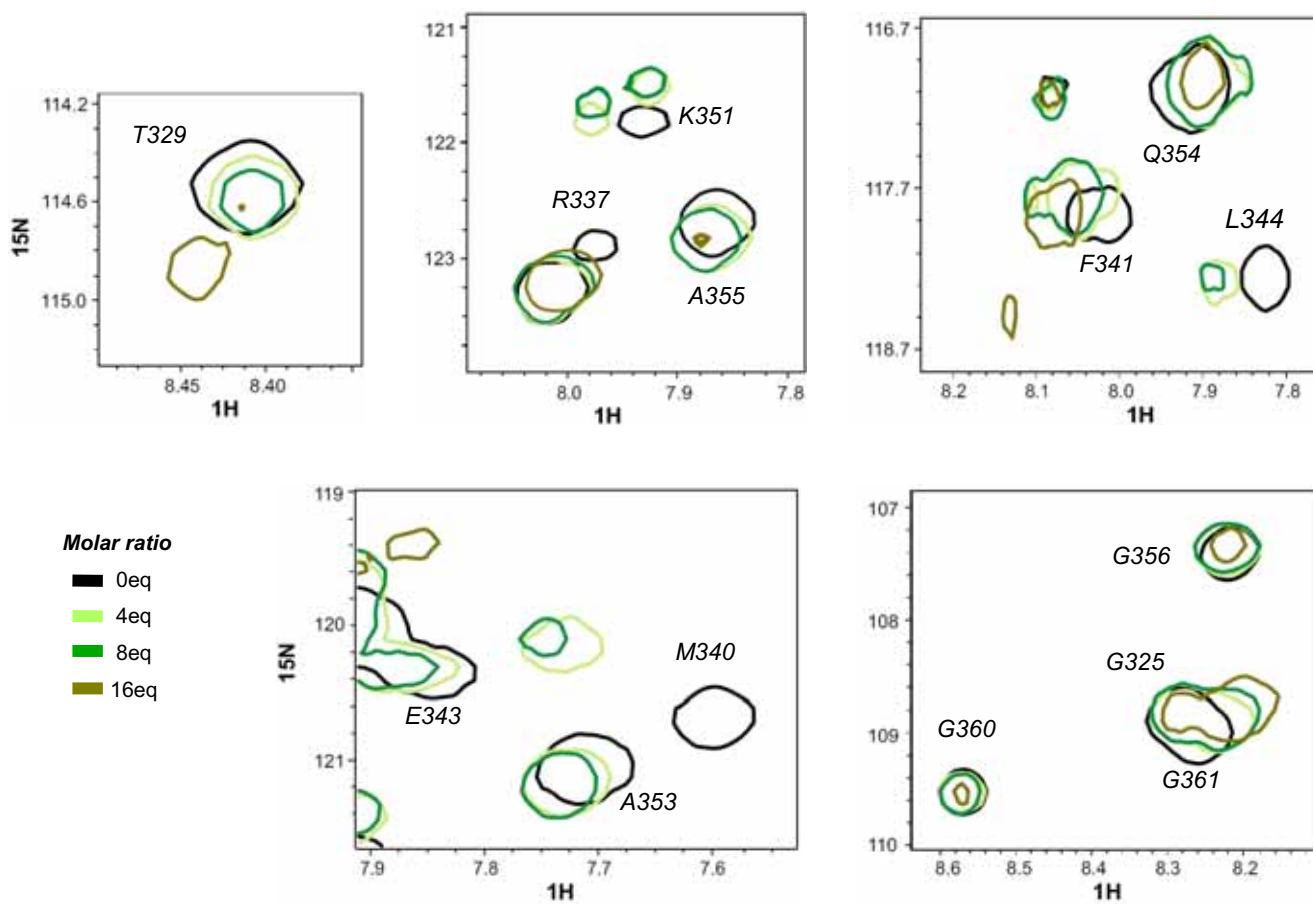 114.2
114.6
115.0
15N
T329
8.45
8.40
1H
121
122
123
K351
R337
A355
8.0
7.9
7.8
1H
116.7
117.7
118.7
Q354
L344
F341
8.2
8.1
8.0
7.9
7.8
1H
Molar ratio
0eq
4eq
8eq
16eq
119
120
121
15N
M340
E343
A353
7.9
7.8
7.7
7.6
1H
107
108
109
110
G356
G325
G360
G361
8.6
8.5
8.4
8.3
8.2
1H